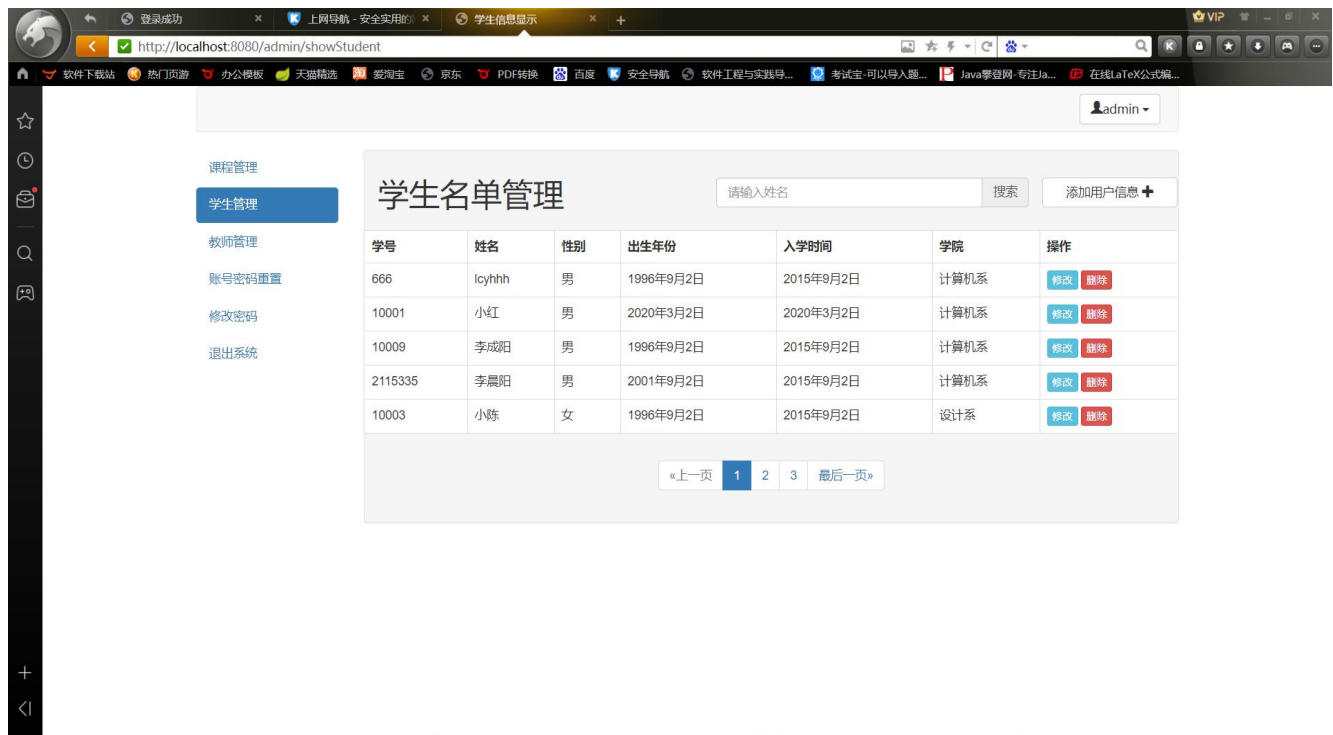 登录成功 上网导航 - 安全实用的 学生信息显示 VIP
http://localhost:8080/admin/showStudent
软件下载站 热门页游 办公模板 天猫精选 爱淘宝 京东 PDF转换 百度 安全导航 软件工程与实践导... 考试宝-可以导入题... Java攀登网-专注Ja... 在线LaTeX公式编...
admin
课程管理
学生管理
教师管理
账号密码重置
修改密码
退出系统
学生名单管理 请输入姓名 搜索 添加用户信息
学号 姓名 性别 出生年份 入学时间 学院 操作
666 lcyhhh 男 1996年9月2日 2015年9月2日 计算机系 修改 删除
10001 小红 男 2020年3月2日 2020年3月2日 计算机系 修改 删除
10009 李成阳 男 1996年9月2日 2015年9月2日 计算机系 修改 删除
2115335 李晨阳 男 2001年9月2日 2015年9月2日 计算机系 修改 删除
10003 小陈 女 1996年9月2日 2015年9月2日 设计系 修改 删除
«上一页 1 2 3 最后一页»